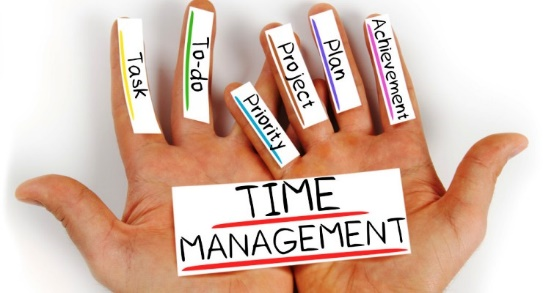 Task
To-do
Priority
Project
Plan
Achievement
TIME
MANAGEMENT